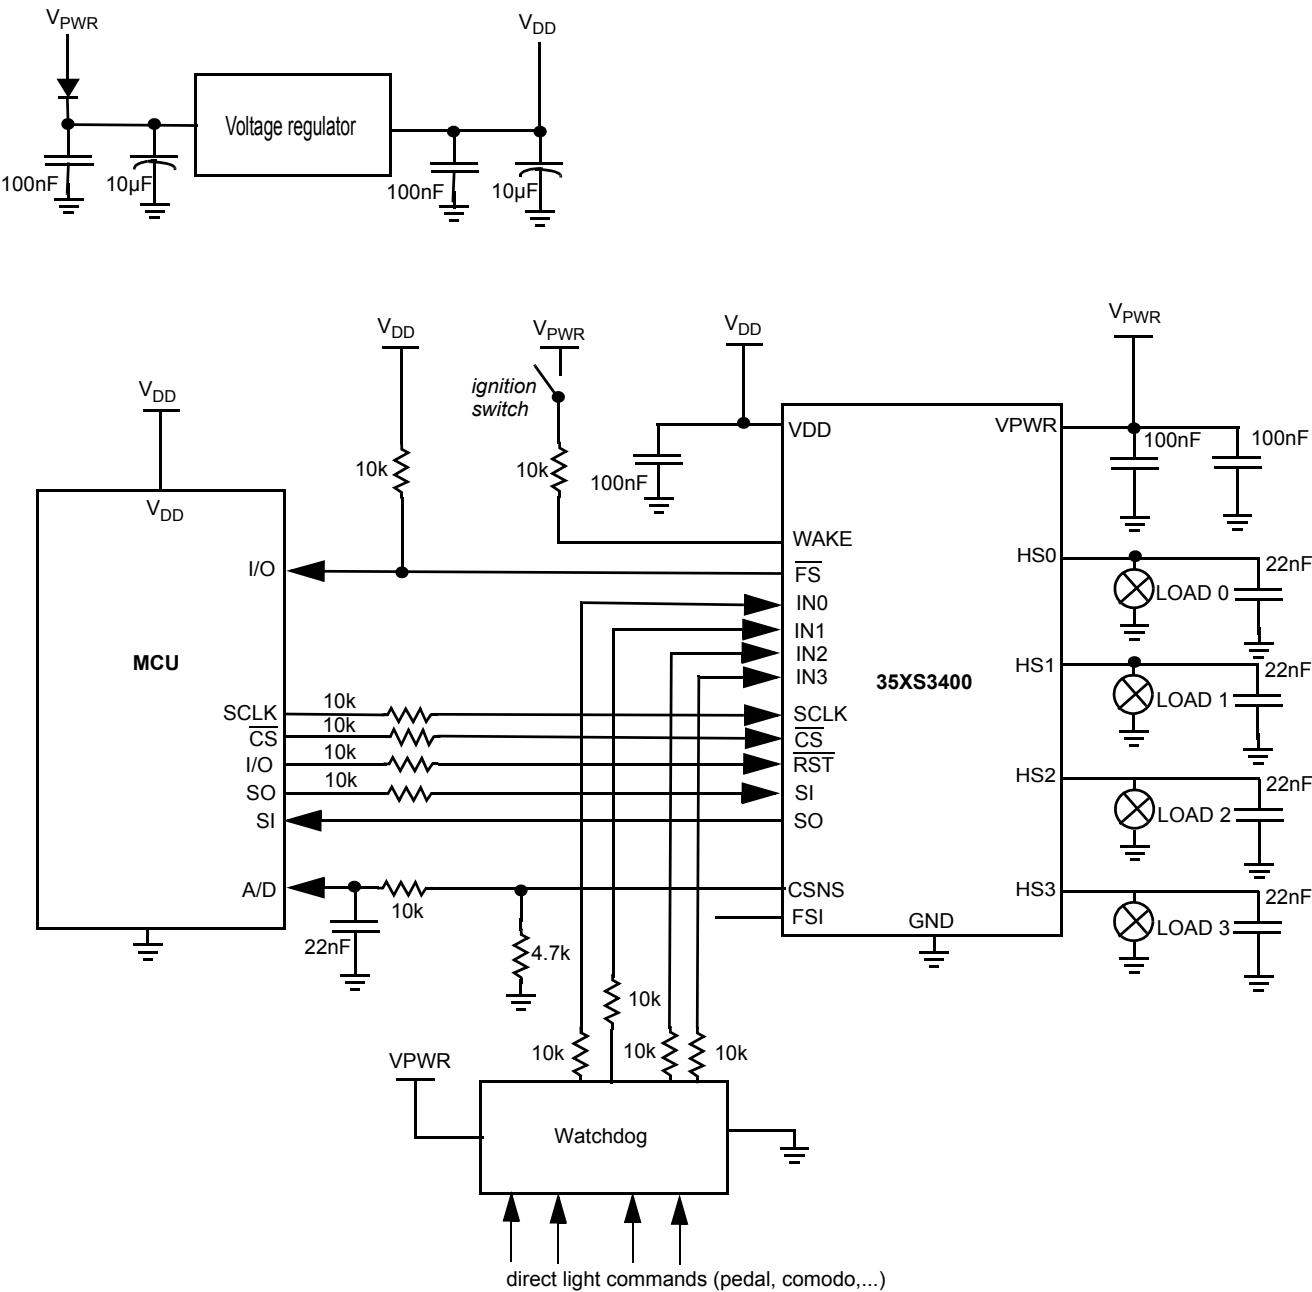 VPWR
VDD
Voltage regulator
100nF
10µF
100nF
10µF
VDD
VPWR
VDD
VPWR
ignition
switch
VDD
10k
10k
100nF
VDD
VPWR
100nF
100nF
VDD
WAKE
I/O
FS
HS0
22nF
LOAD 0
IN0
IN1
IN2
IN3
MCU
35XS3400
HS1
22nF
LOAD 1
SCLK
10k
SCLK
CS
10k
CS
I/O
10k
RST
SO
10k
SI
SI
SO
HS2
22nF
LOAD 2
A/D
10k
CSNS
FSI
HS3
22nF
LOAD 3
GND
22nF
4.7k
10k
10k
10k
10k
VPWR
Watchdog
direct light commands (pedal, comodo,...)